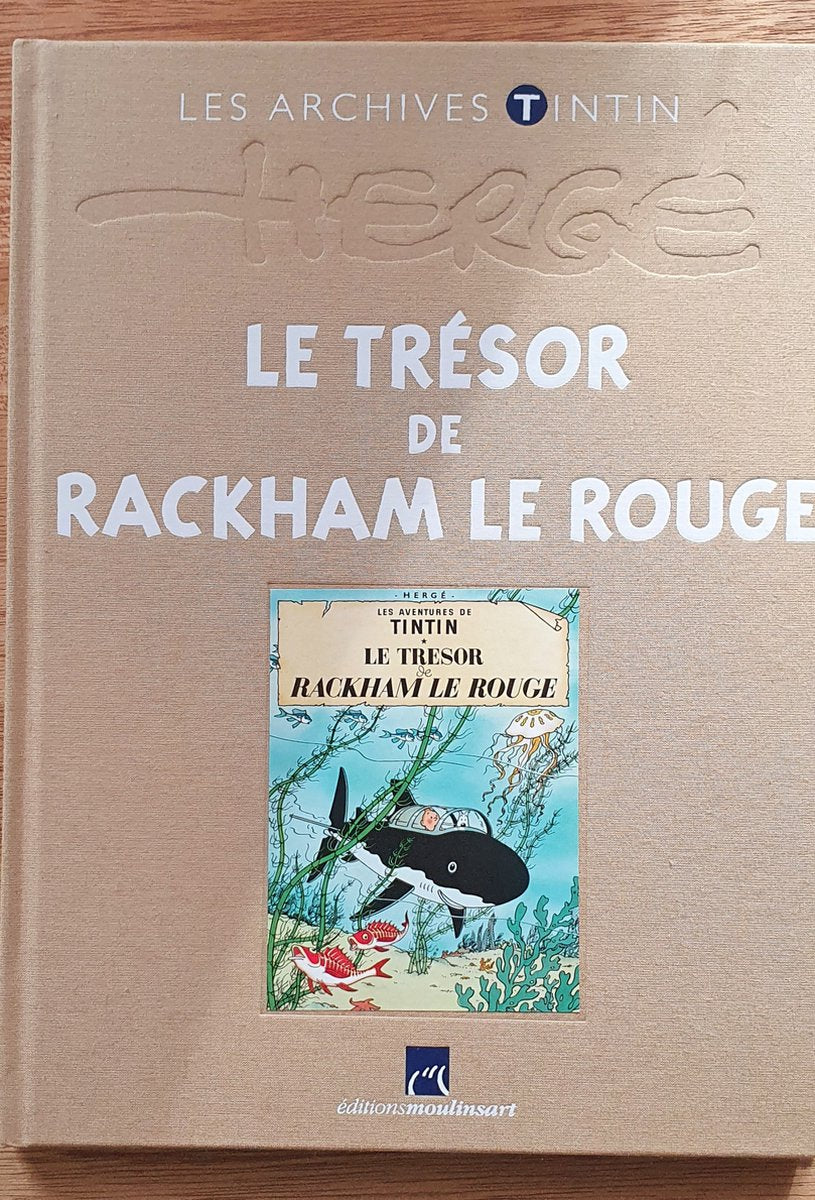 LES ARCHIVES TINTIN
HERGÉ
LE TRÉSOR
DE
RACKHAM LE ROUGE
- HERGÉ -
LES AVENTURES DE
TINTIN
★
LE TRESOR
de
RACKHAM LE ROUGE
éditionsmoulinsart